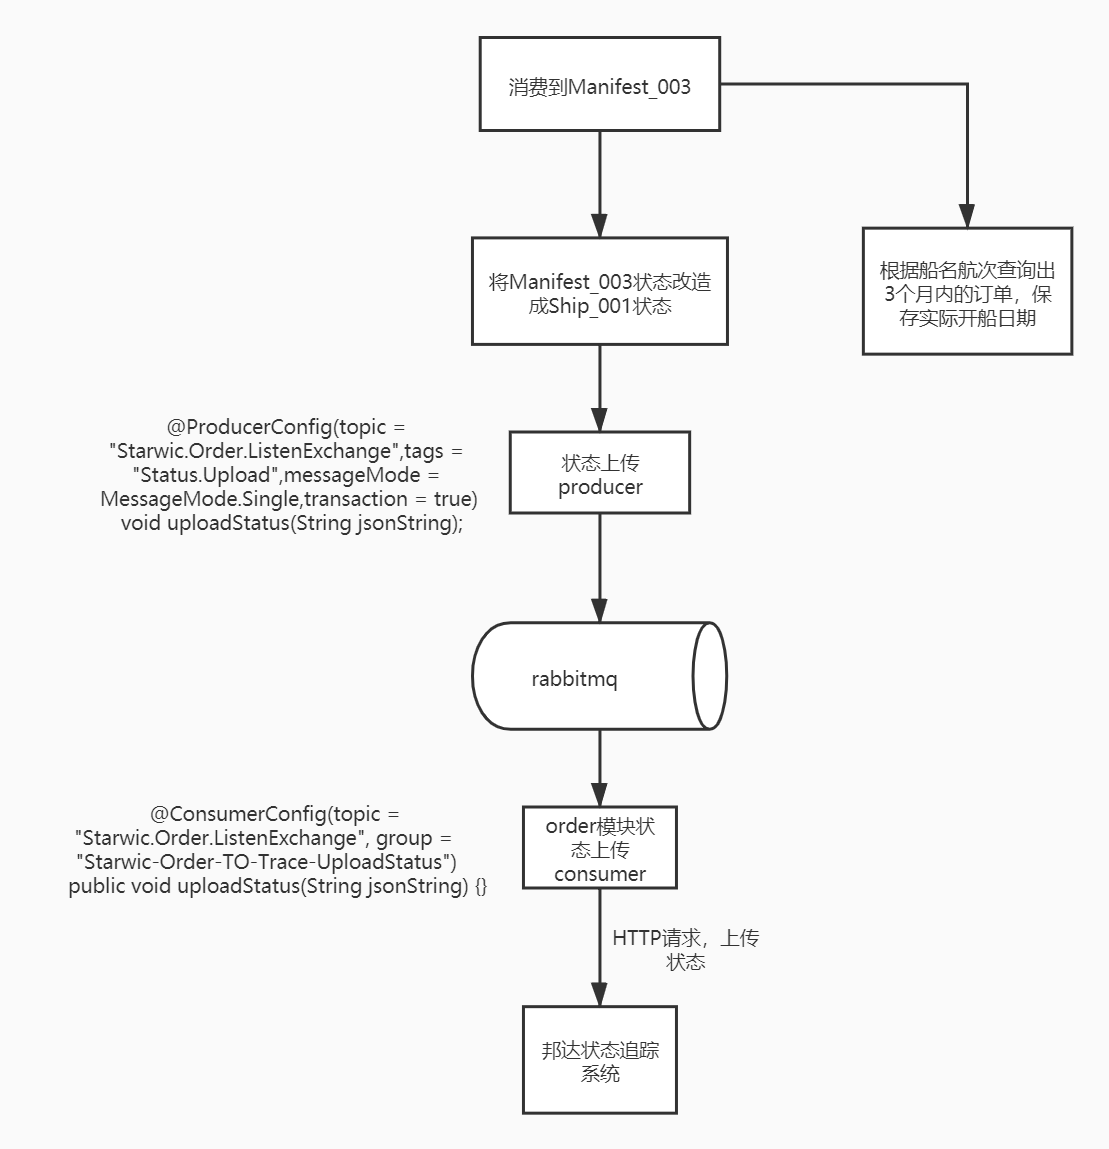 消费到Manifest_003
将Manifest_003状态改造
成Ship_001状态
根据船名航次查询出
3个月内的订单，保
存实际开船日期
@ProducerConfig(topic =
"Starwic.Order.ListenExchange",tags =
"Status.Upload",messageMode =
MessageMode.Single,transaction = true)
void uploadStatus(String jsonString);
状态上传
producer
rabbitmq
@ConsumerConfig(topic =
"Starwic.Order.ListenExchange", group =
"Starwic-Order-TO-Trace-UploadStatus")
public void uploadStatus(String jsonString) {}
order模块状
态上传
consumer
HTTP请求，上传
状态
邦达状态追踪
系统